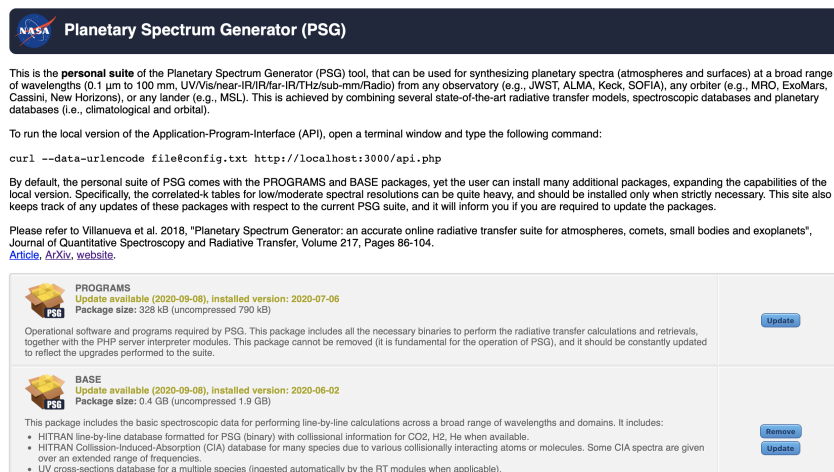 NASA
Planetary Spectrum Generator (PSG)
This is the personal suite of the Planetary Spectrum Generator (PSG) tool, that can be used for synthesizing planetary spectra (atmospheres and surfaces) at a broad range
of wavelengths (0.1 μm to 100 mm, UV/Vis/near-IR/IR/far-IR/THz/sub-mm/Radio) from any observatory (e.g., JWST, ALMA, Keck, SOFIA), any orbiter (e.g., MRO, ExoMars,
Cassini, New Horizons), or any lander (e.g., MSL). This is achieved by combining several state-of-the-art radiative transfer models, spectroscopic databases and planetary
databases (i.e., climatological and orbital).
To run the local version of the Application-Program-Interface (API), open a terminal window and type the following command:
curl --data-urlencode file@config.txt http://localhost:3000/api.php
By default, the personal suite of PSG comes with the PROGRAMS and BASE packages, yet the user can install many additional packages, expanding the capabilities of the
local version. Specifically, the correlated-k tables for low/moderate spectral resolutions can be quite heavy, and should be installed only when strictly necessary. This site also
keeps track of any updates of these packages with respect to the current PSG suite, and it will inform you if you are required to update the packages.
Please refer to Villanueva et al. 2018, "Planetary Spectrum Generator: an accurate online radiative transfer suite for atmospheres, comets, small bodies and exoplanets",
Journal of Quantitative Spectroscopy and Radiative Transfer, Volume 217, Pages 86-104.
Article, ArXiv, website.
PSG
PROGRAMS
Update available (2020-09-08), installed version: 2020-07-06
Package size: 328 kB (uncompressed 790 kB)
Update
Operational software and programs required by PSG. This package includes all the necessary binaries to perform the radiative transfer calculations and retrievals,
together with the PHP server interpreter modules. This package cannot be removed (it is fundamental for the operation of PSG), and it should be constantly updated
to reflect the upgrades performed to the suite.
PSG
BASE
Update available (2020-09-08), installed version: 2020-06-02
Package size: 0.4 GB (uncompressed 1.9 GB)
This package includes the basic spectroscopic data for performing line-by-line calculations across a broad range of wavelengths and domains. It includes:
• HITRAN line-by-line database formatted for PSG (binary) with collissional information for CO2, H2, He when available.
• HITRAN Collision-Induced-Absorption (CIA) database for many species due to various collisionally interacting atoms or molecules. Some CIA spectra are given
over an extended range of frequencies.
• UV cross-sections database for a multiple species (ingested automatically by the RT modules when applicable).
Remove
Update